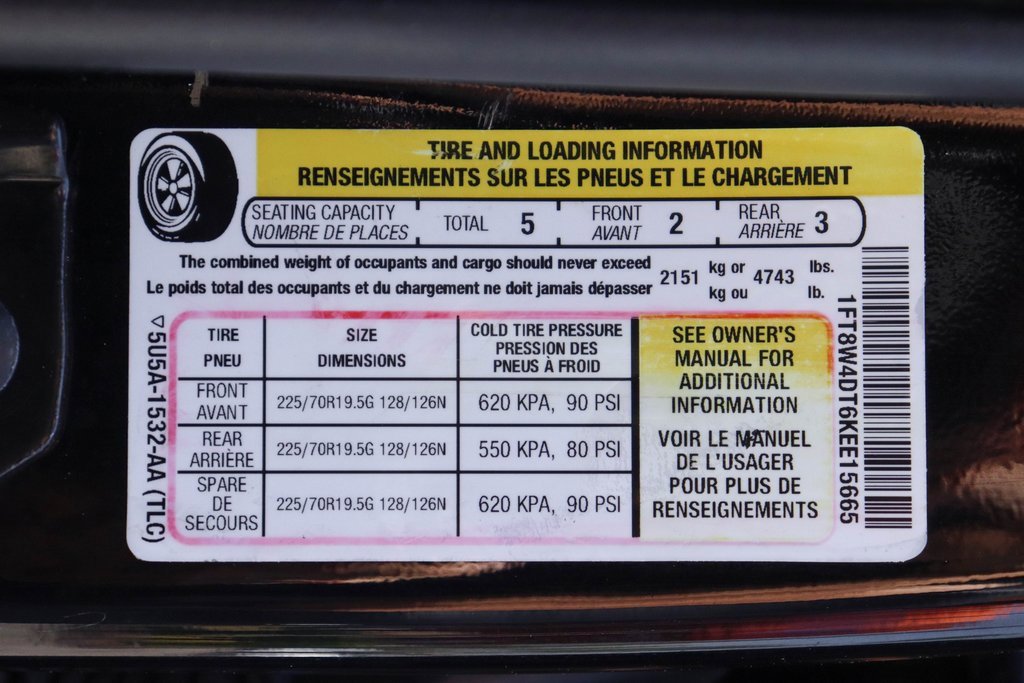 TIRE AND LOADING INFORMATION
RENSEIGNEMENTS SUR LES PNEUS ET LE CHARGEMENT
SEATING CAPACITY
NOMBRE DE PLACES
TOTAL 5
FRONT
AVANT
2
REAR
ARRIÈRE
3
The combined weight of occupants and cargo should never exceed
Le poids total des occupants et du chargement ne doit jamais dépasser
2151
kg or
kg ou
4743
lbs.
lb.
TIRE
PNEU
SIZE
DIMENSIONS
COLD TIRE PRESSURE
PRESSION DES
PNEUS À FROID
FRONT
AVANT
225/70R19.5G 128/126N
620 KPA, 90 PSI
REAR
ARRIÈRE
225/70R19.5G 128/126N
550 KPA, 80 PSI
SPARE
DE
SECOURS
225/70R19.5G 128/126N
620 KPA, 90 PSI
SEE OWNER'S
MANUAL FOR
ADDITIONAL
INFORMATION
VOIR LE MANUEL
DE L'USAGER
POUR PLUS DE
RENSEIGNEMENTS
5U5A-1532-AA (TLC)
1FT8W4DT6KEE15665